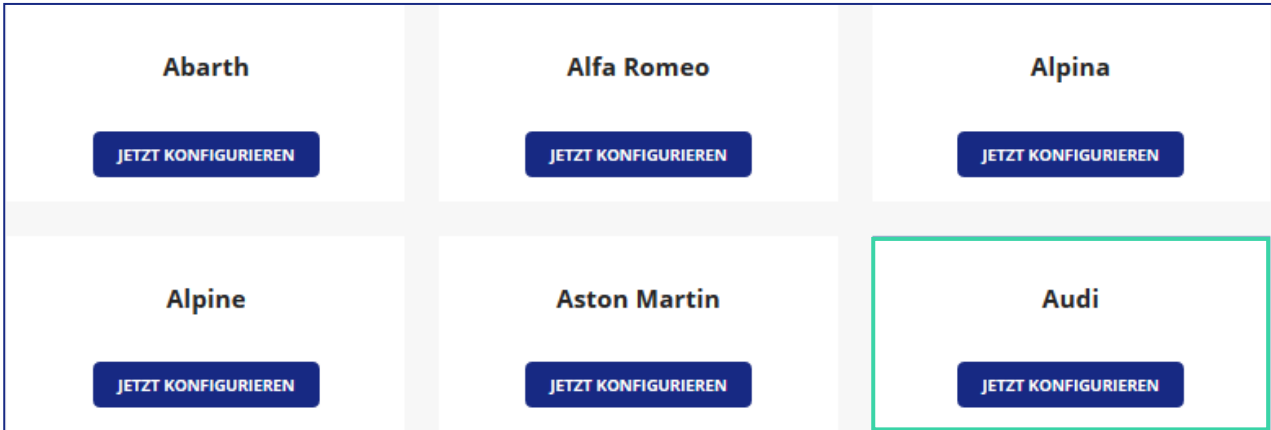 Abarth
Alfa Romeo
Alpina
JETZT KONFIGURIEREN
JETZT KONFIGURIEREN
JETZT KONFIGURIEREN
Alpine
Aston Martin
Audi
JETZT KONFIGURIEREN
JETZT KONFIGURIEREN
JETZT KONFIGURIEREN